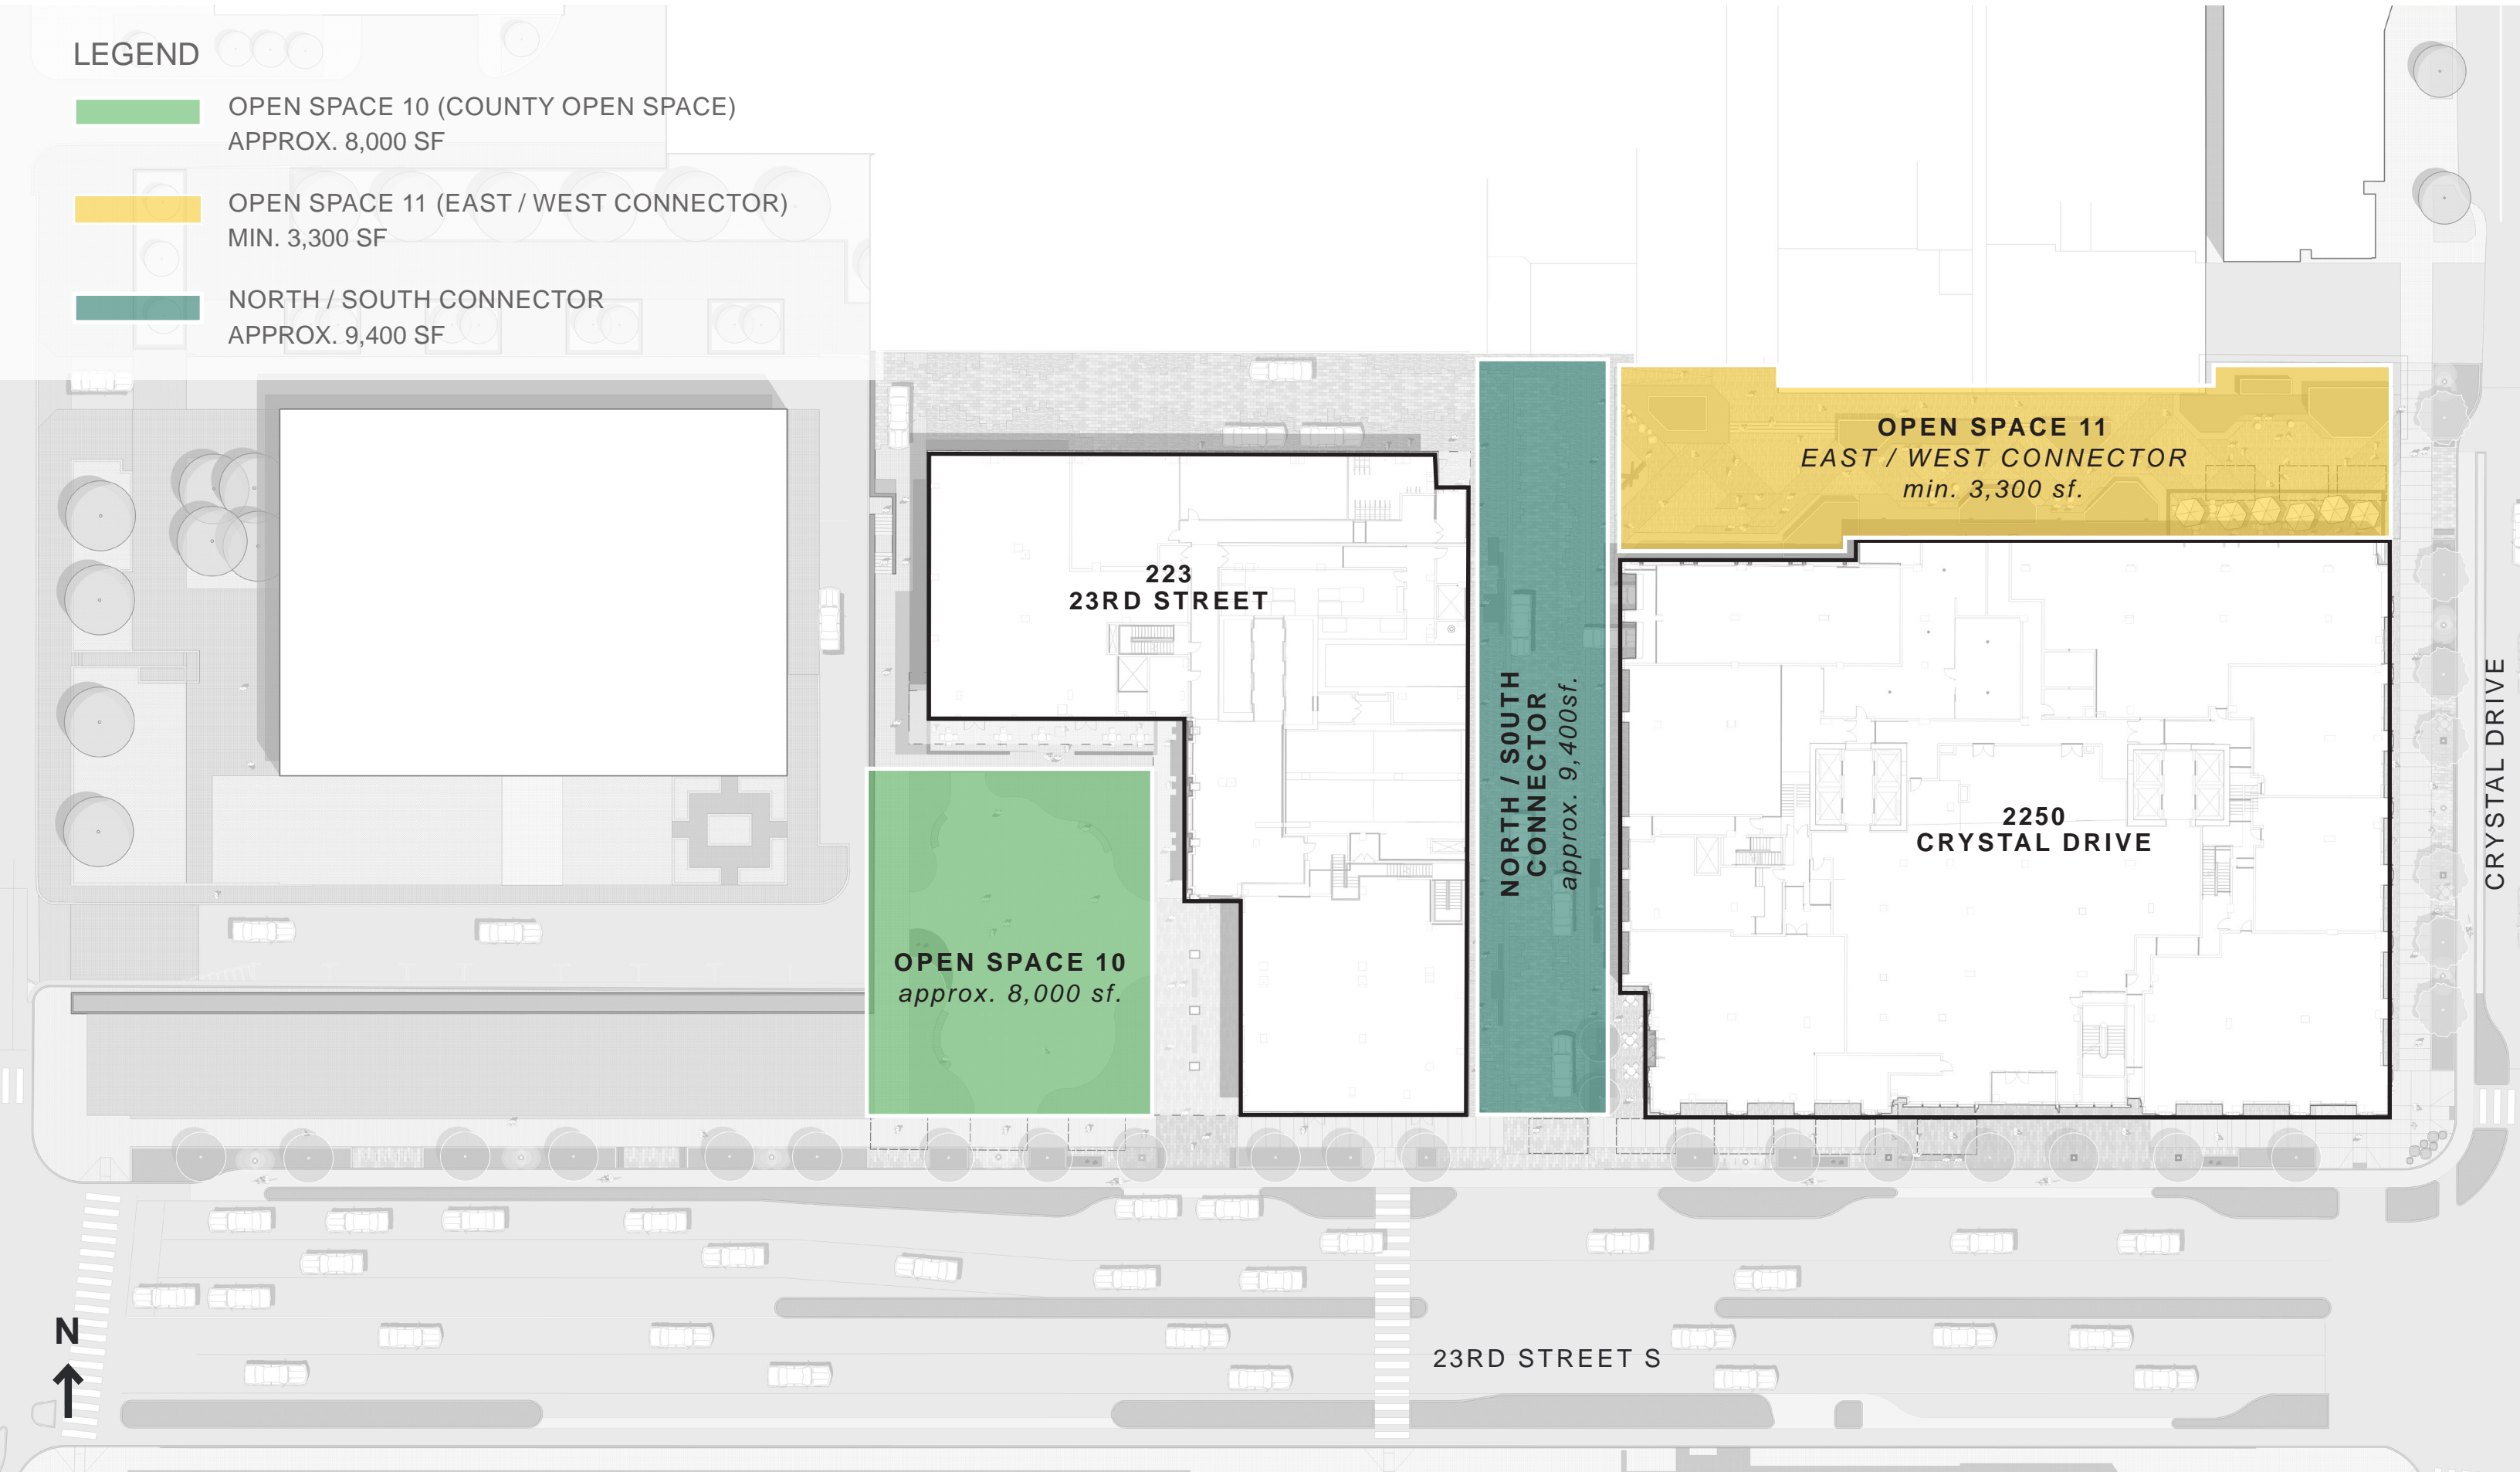 LEGEND
OPEN SPACE 10 (COUNTY OPEN SPACE)
APPROX. 8,000 SF
OPEN SPACE 11 (EAST / WEST CONNECTOR)
MIN. 3,300 SF
NORTH / SOUTH CONNECTOR
APPROX. 9,400 SF
OPEN SPACE 11
EAST / WEST CONNECTOR
min. 3,300 sf.
223
23RD STREET
NORTH / SOUTH
CONNECTOR
approx. 9,400sf.
2250
CRYSTAL DRIVE
CRYSTAL DRIVE
OPEN SPACE 10
approx. 8,000 sf.
N
23RD STREET S